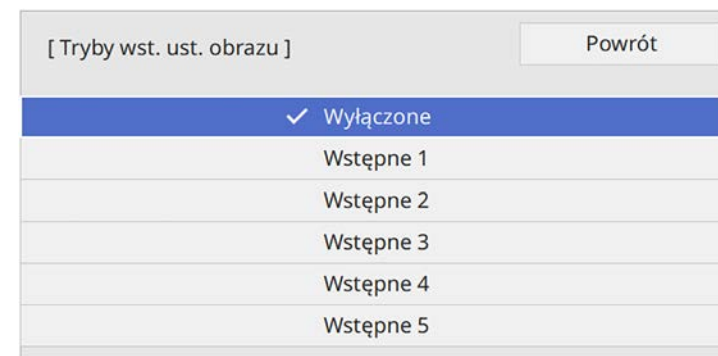 [ Tryby wst. ust. obrazu ]
Powrót
Wyłączone
Wstępne 1
Wstępne 2
Wstępne 3
Wstępne 4
Wstępne 5